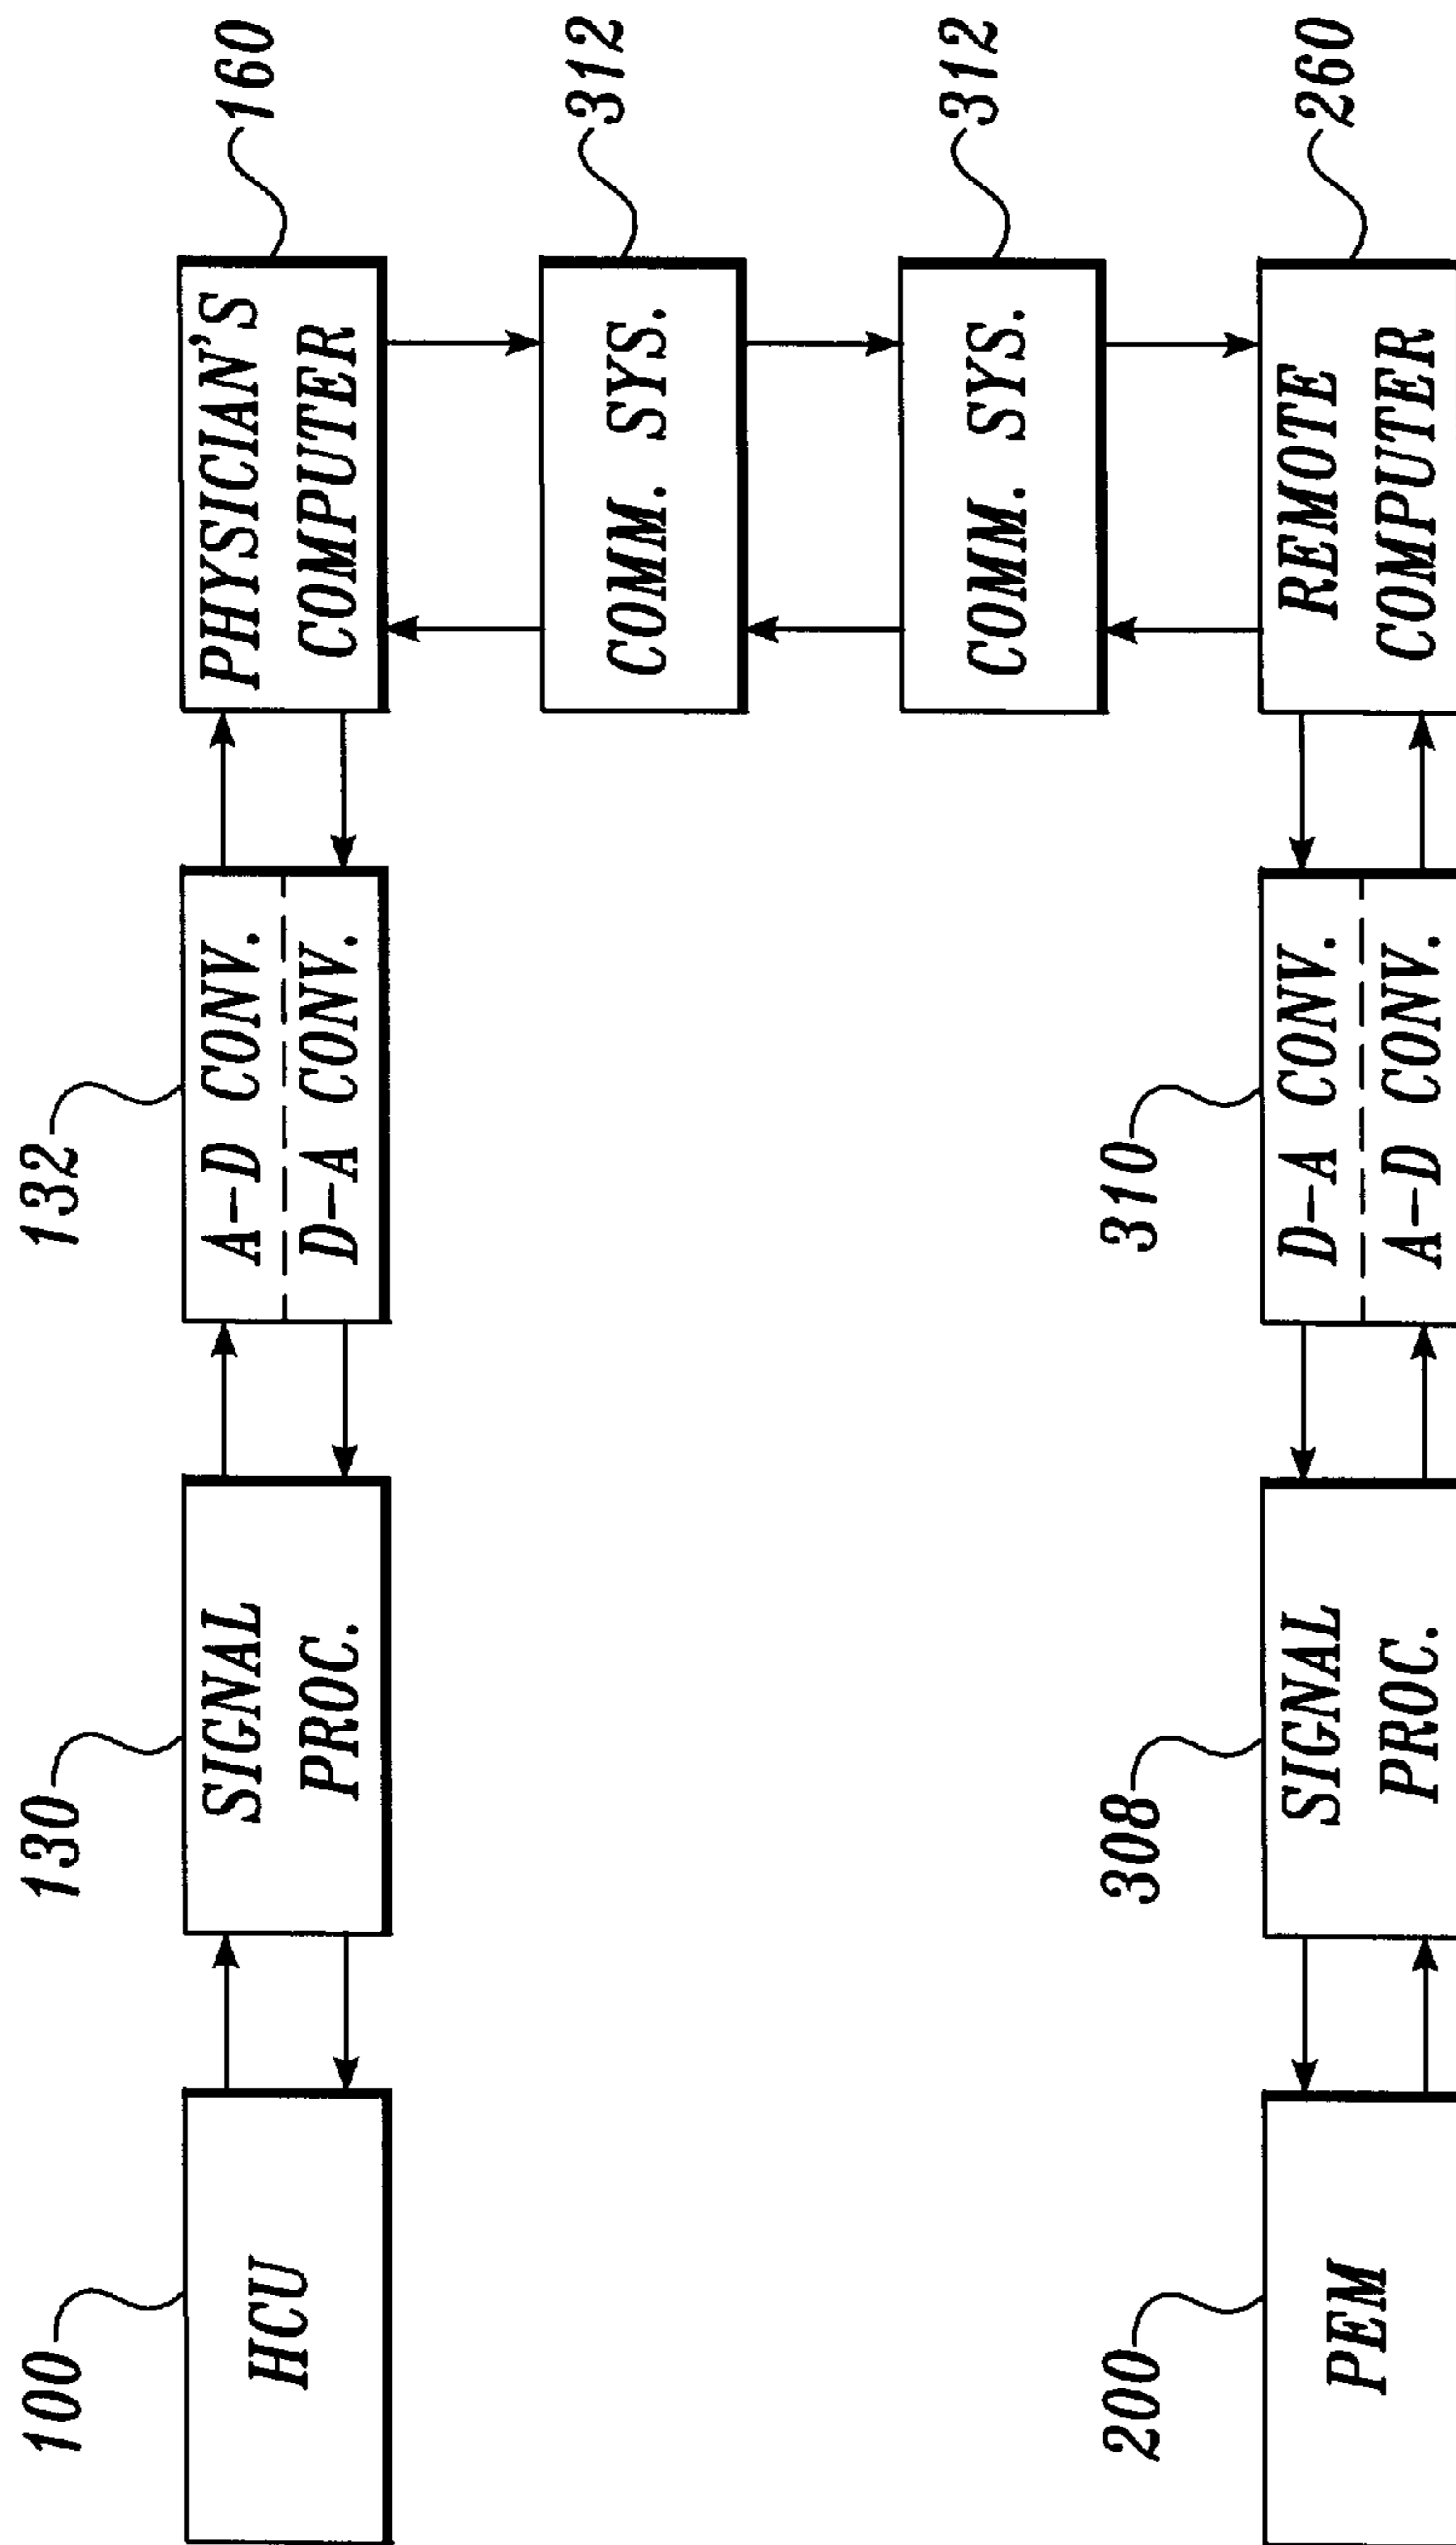 100
130
132
HCU
SIGNAL
PROC.
A-D CONV.
D-A CONV.
PHYSICIAN'S
COMPUTER
160
COMM. SYS.
312
COMM. SYS.
312
200
308
310
PEM
SIGNAL
PROC.
D-A CONV.
A-D CONV.
REMOTE
COMPUTER
260